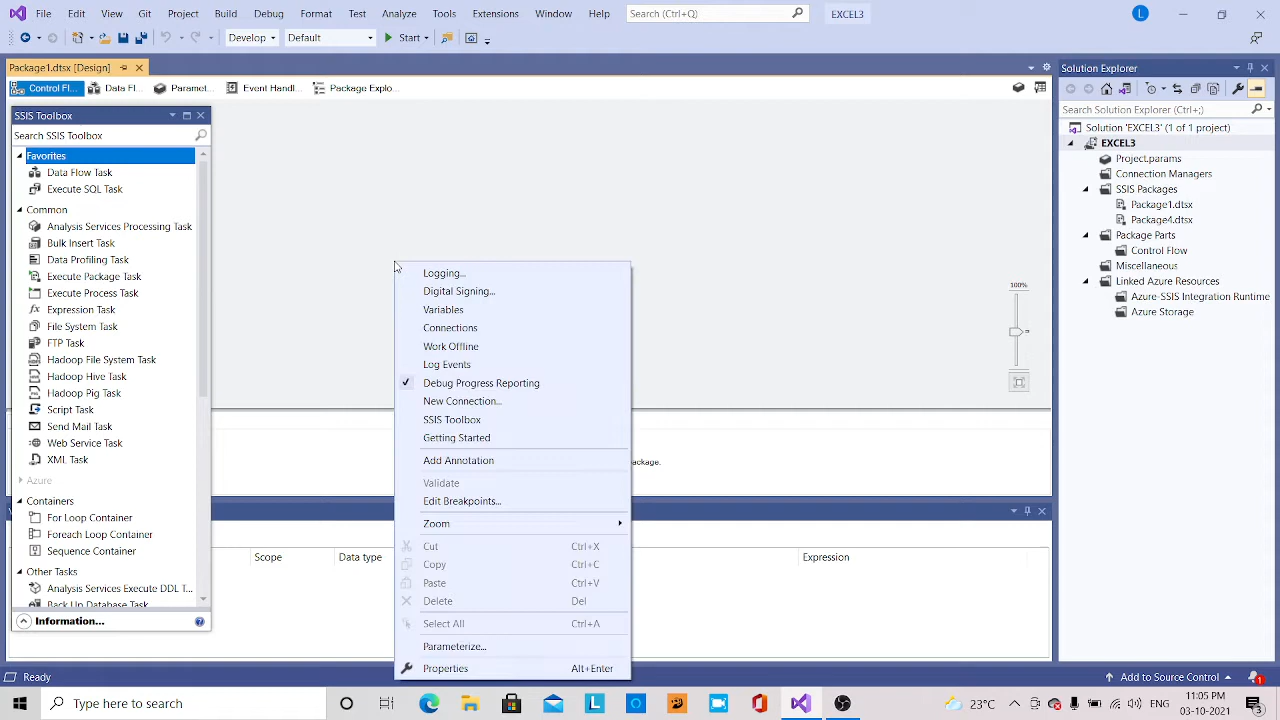 File Edit View Git Project Build Debug Format Test Analyze Tools Extensions Window Help Search (Ctrl+Q) EXCEL3 L
Develop Default Start
Package1.dtsx [Design]
Control Fl... Data Fl... Paramet... Event Handl... Package Explo...
SSIS Toolbox
Search SSIS Toolbox
Favorites
Data Flow Task
Execute SQL Task
Common
Analysis Services Processing Task
Bulk Insert Task
Data Profiling Task
Execute Package Task
Execute Process Task
Expression Task
File System Task
FTP Task
Hadoop File System Task
Hadoop Hive Task
Hadoop Pig Task
Script Task
Send Mail Task
Web Service Task
XML Task
Azure
Containers
For Loop Container
Foreach Loop Container
Sequence Container
Other Tasks
Analysis Services Execute DDL T...
Back Up Database Task
Information...
Logging...
Digital Signing...
Variables
Connections
Work Offline
Log Events
Debug Progress Reporting
New Connection...
SSIS Toolbox
Getting Started
Add Annotation
Validate
Edit Breakpoints...
Zoom
Cut Ctrl+X
Copy Ctrl+C
Paste Ctrl+V
Delete Del
Select All Ctrl+A
Parameterize...
Properties Alt+Enter
100%
ackage.
Scope Data type Expression
Solution Explorer
Search Solution Explorer (Ctrl+;)
Solution 'EXCEL3' (1 of 1 project)
EXCEL3
Project.params
Connection Managers
SSIS Packages
Package1.dtsx
Package4.dtsx
Package Parts
Control Flow
Miscellaneous
Linked Azure Resources
Azure-SSIS Integration Runtime
Azure Storage
Ready Add to Source Control 1
Type here to search
23°C
11:05 PM
03-10-2021
3